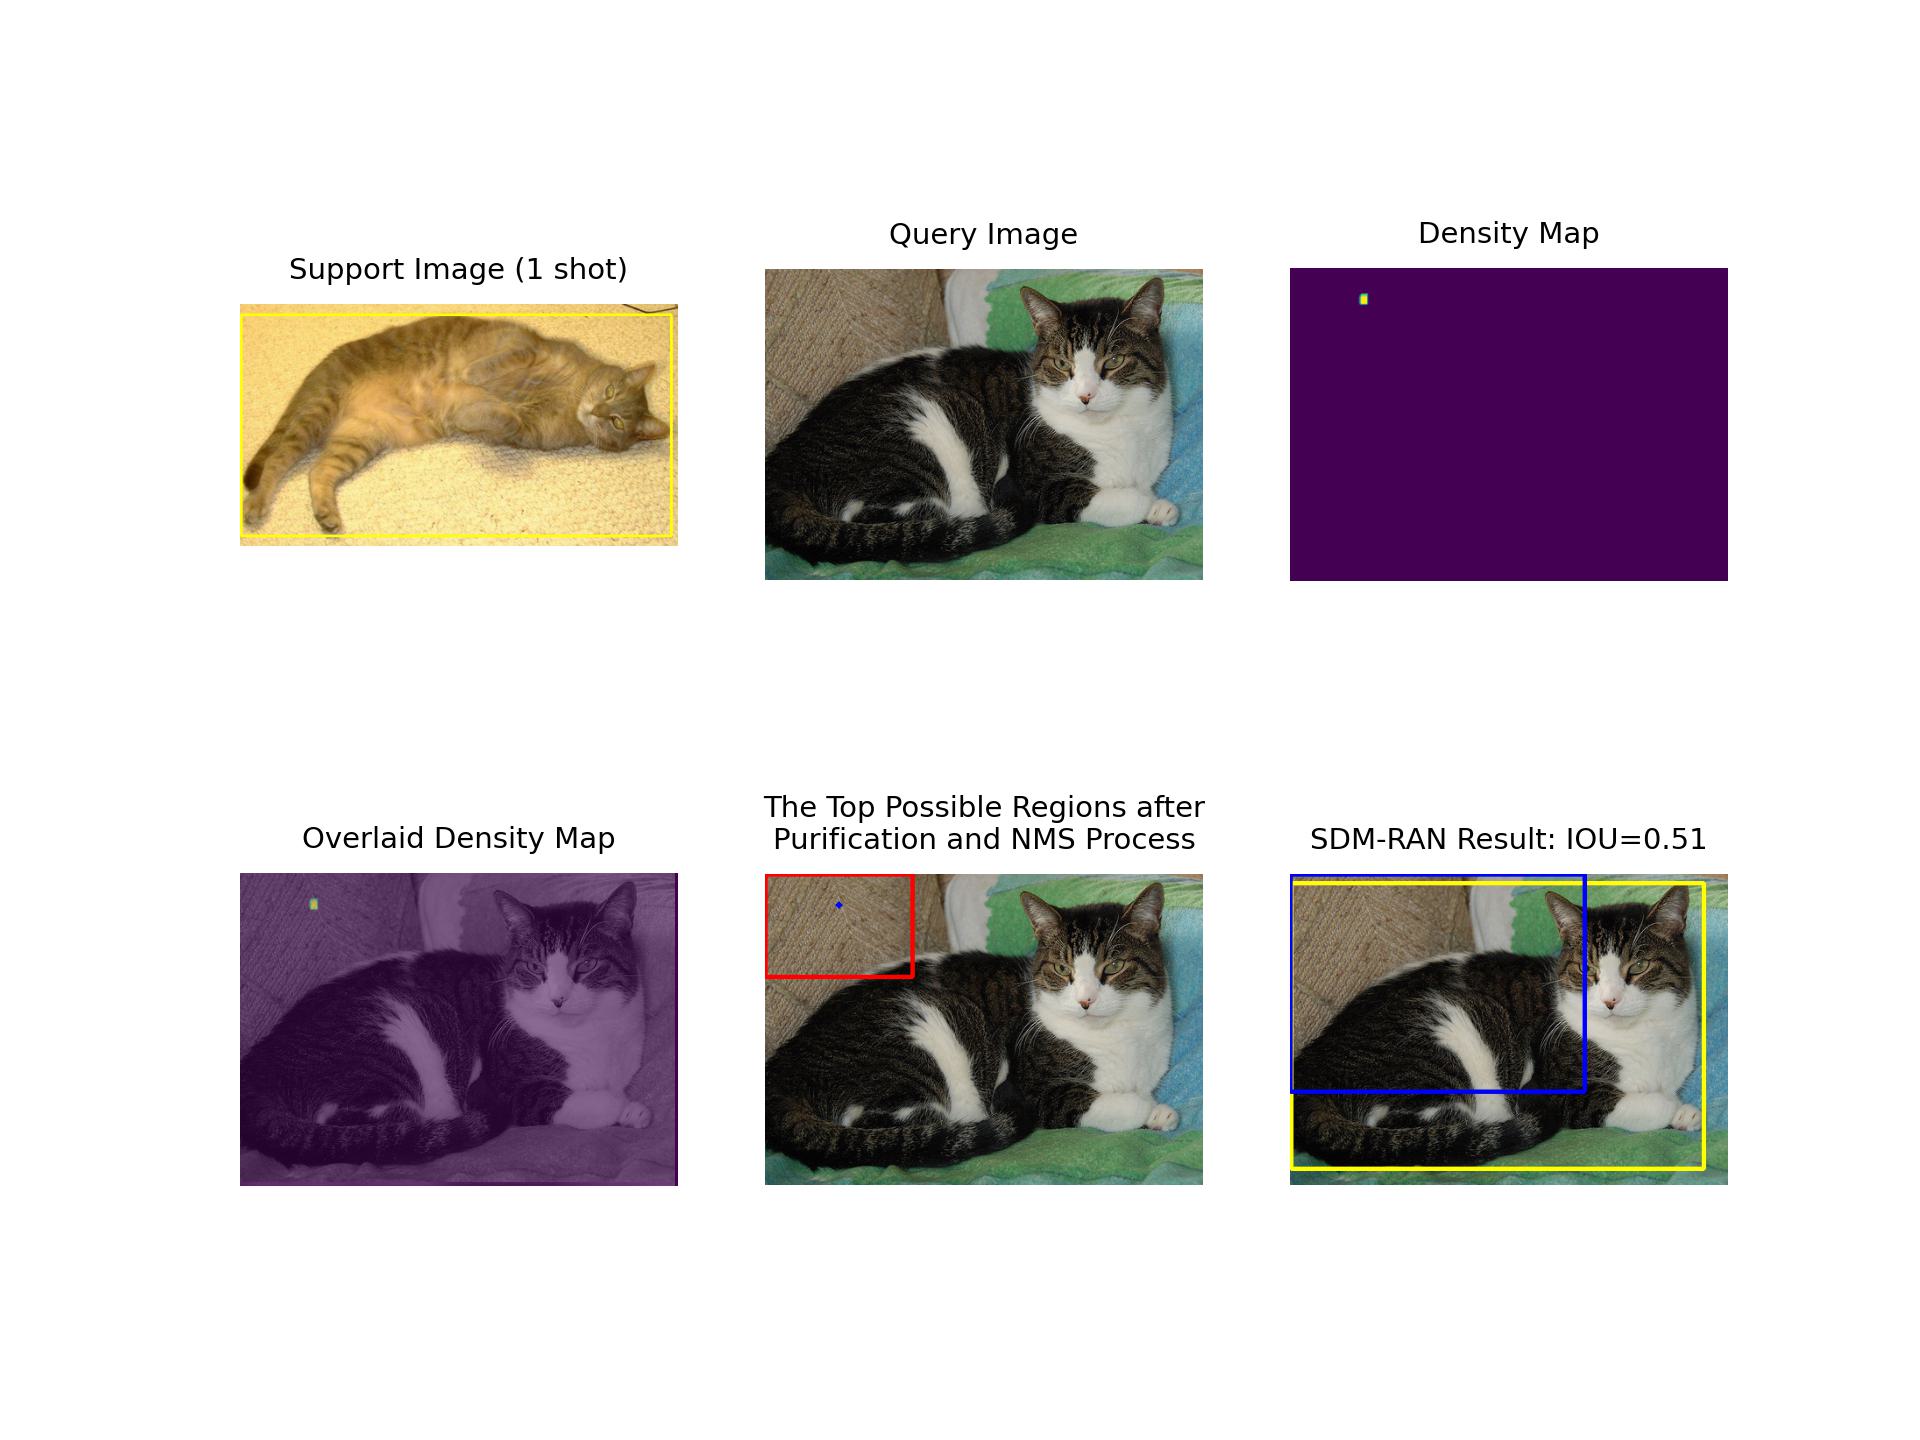 Support Image (1 shot)
Query Image
Density Map
Overlaid Density Map
The Top Possible Regions after
Purification and NMS Process
SDM-RAN Result: IOU=0.51